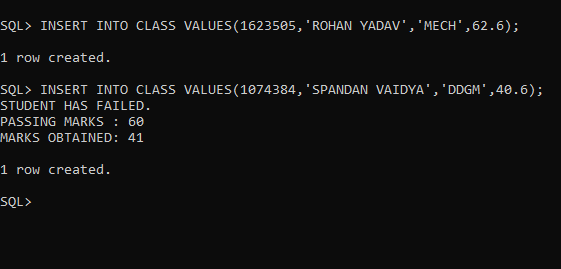 SQL> INSERT INTO CLASS VALUES(1623505,'ROHAN YADAV','MECH',62.6);
1 row created.
SQL> INSERT INTO CLASS VALUES(1074384,'SPANDAN VAIDYA','DDGM',40.6);
STUDENT HAS FAILED.
PASSING MARKS : 60
MARKS OBTAINED: 41
1 row created.
SQL>